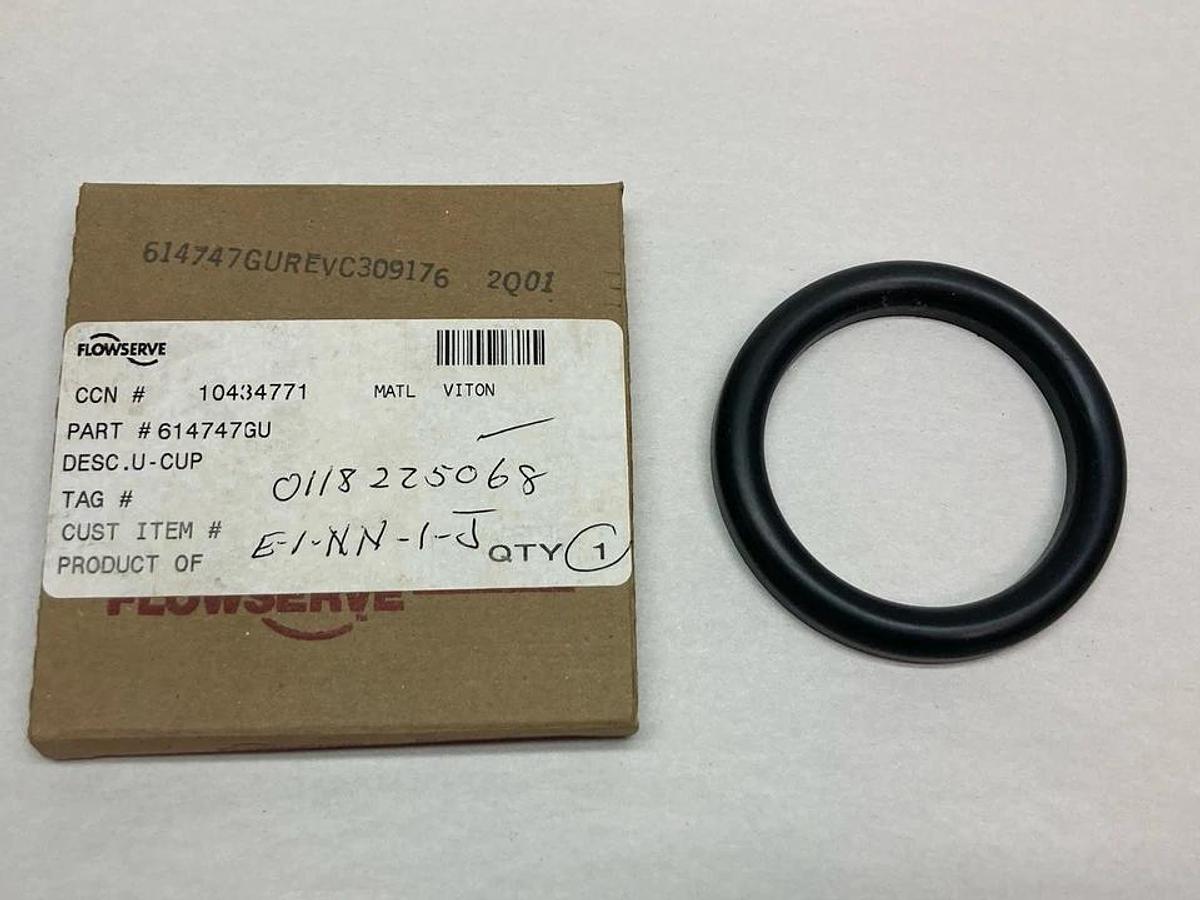 614747GUREVC309176 2Q01
FLOWSERVE
CCN # 10434771 MATL VITON
PART # 614747GU
DESC.U-CUP
TAG # 0118225068
CUST ITEM #
E-1-NN-1-J
PRODUCT OF QTY 1
FLOWSERVE